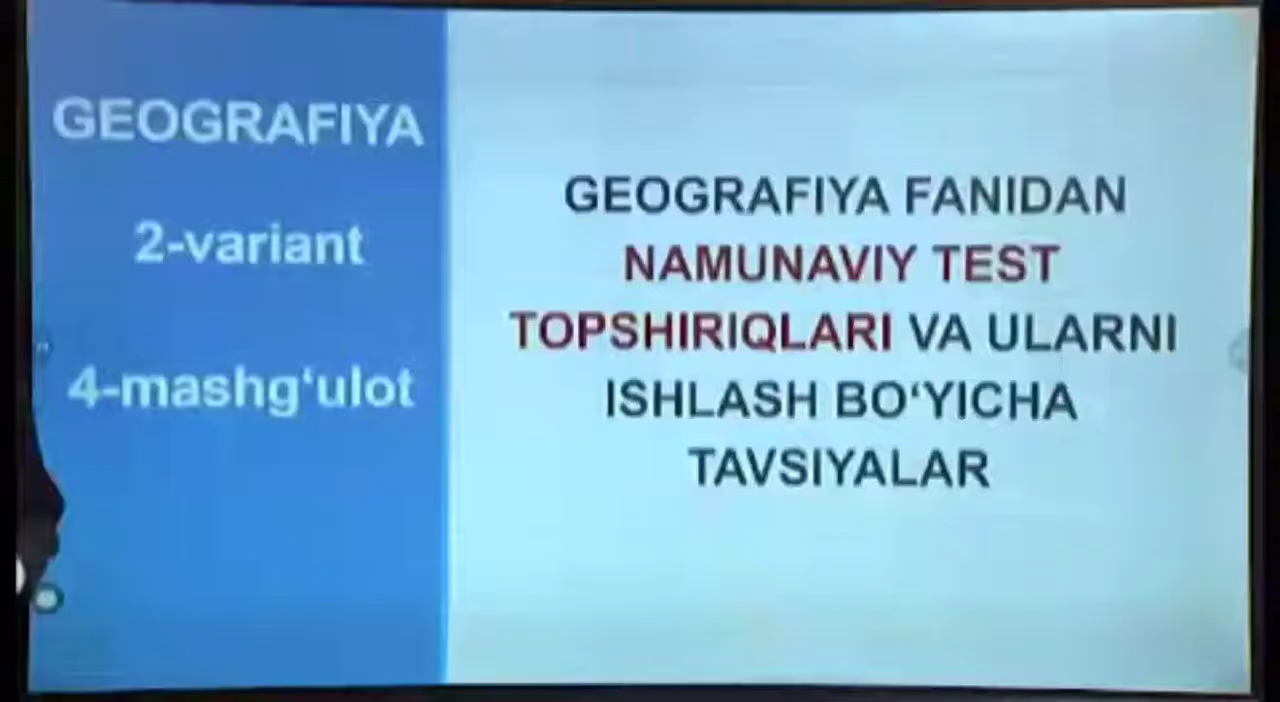 GEOGRAFIYA
2-variant
4-mashg‘ulot
GEOGRAFIYA FANIDAN
NAMUNAVIY TEST
TOPSHIRIQLARI VA ULARNI
ISHLASH BO‘YICHA
TAVSIYALAR